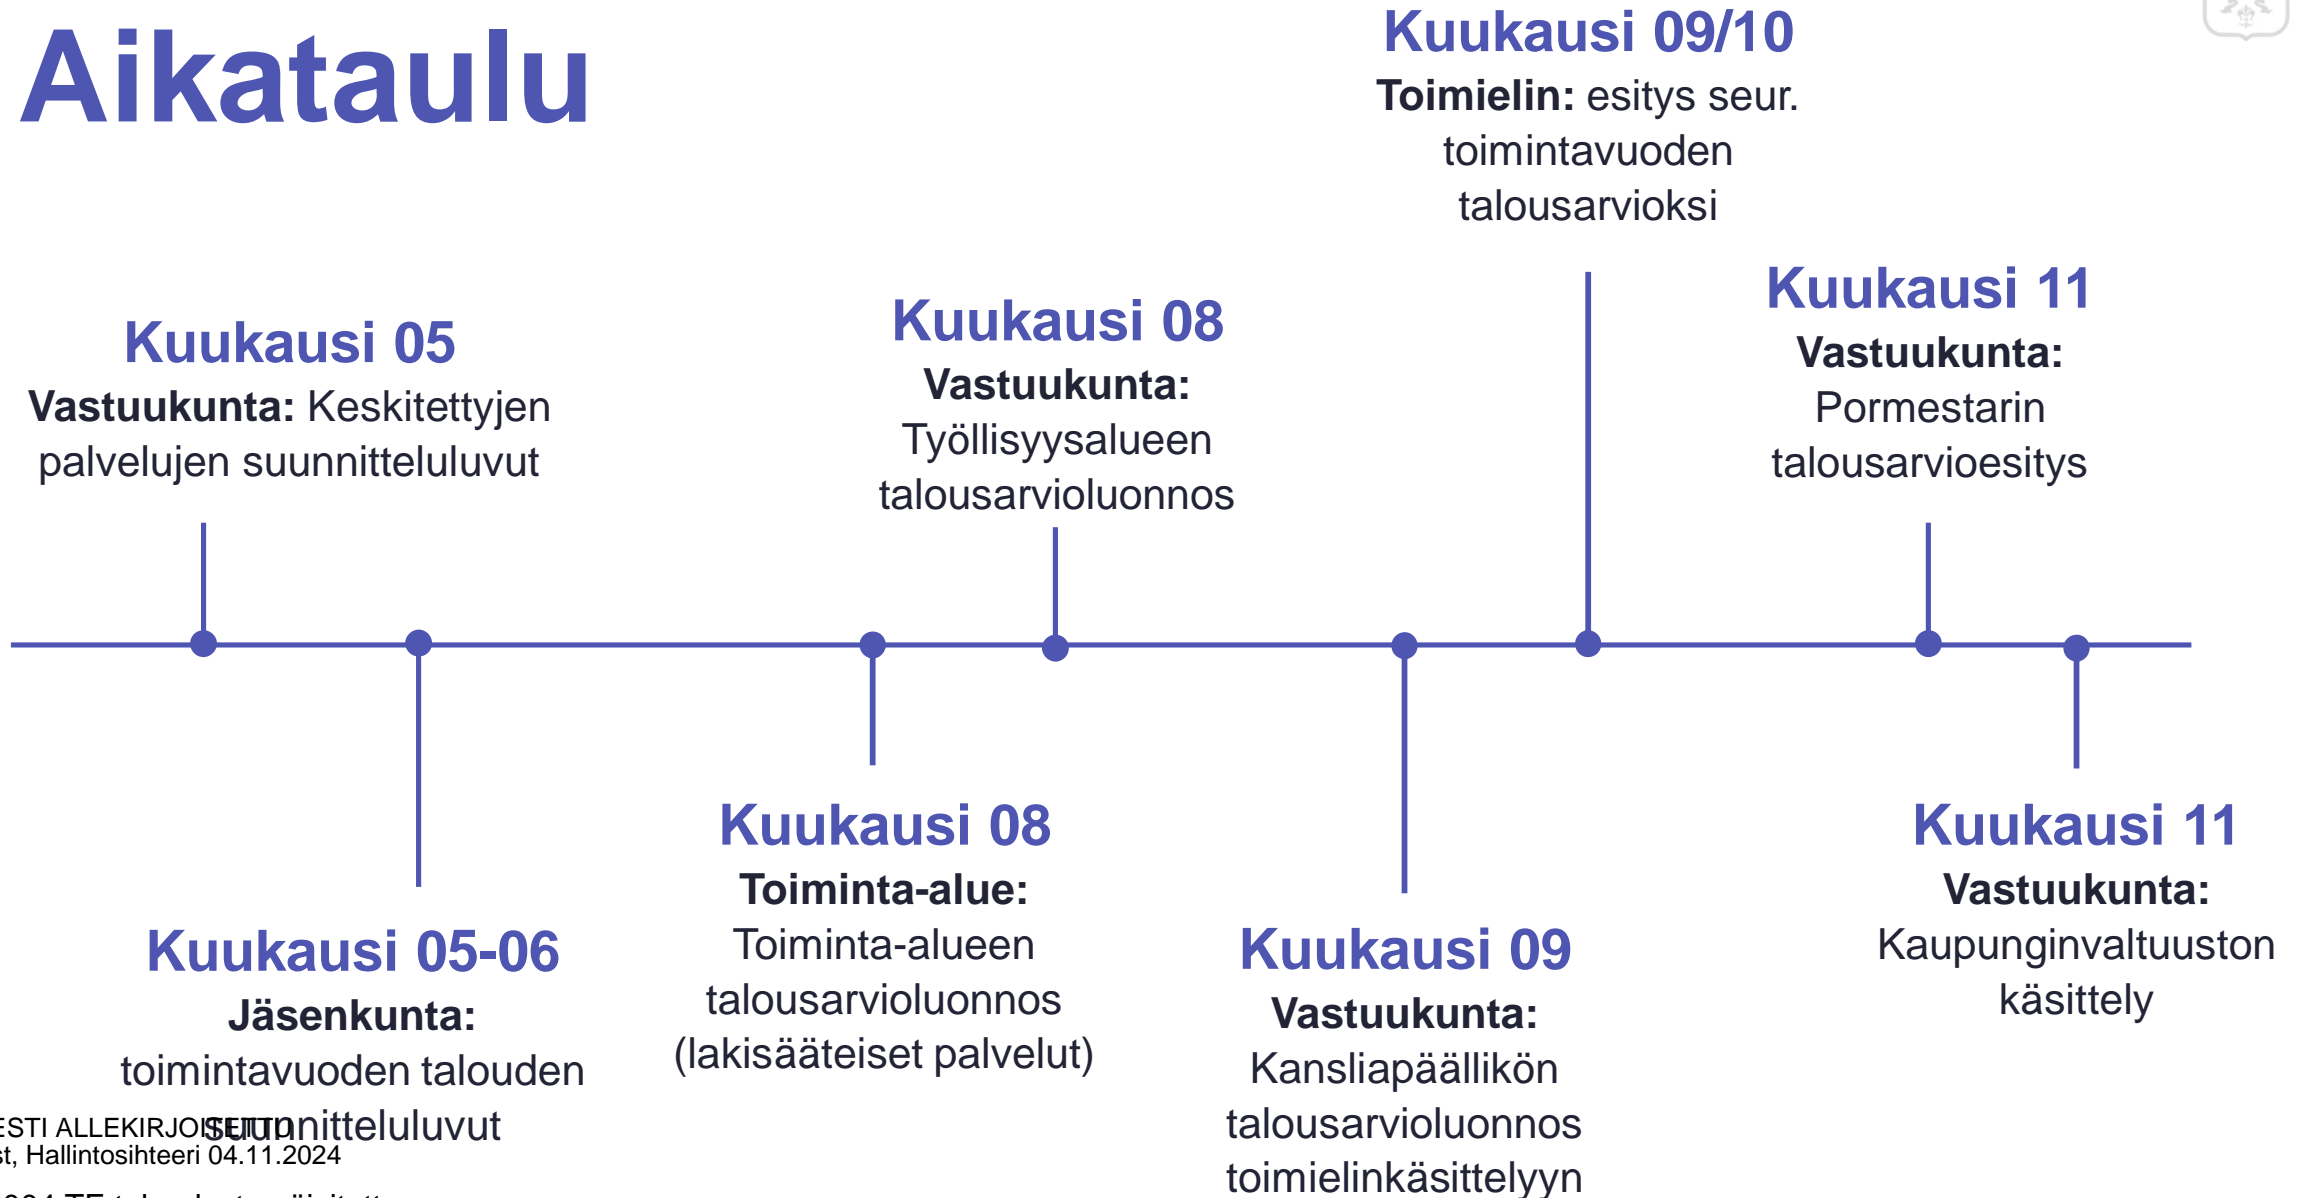 Aikataulu
Kuukausi 05
Vastuukunta: Keskitettyjen
palvelujen suunnitteluluvut
Kuukausi 05-06
Jäsenkunta:
toimintavuoden talouden
suunnitteluluvut
Kuukausi 08
Toiminta-alue:
Toiminta-alueen
talousarvioluonnos
(lakisääteiset palvelut)
Kuukausi 08
Vastuukunta:
Työllisyysalueen
talousarvioluonnos
Kuukausi 09
Vastuukunta:
Kansliapäällikön
talousarvioluonnos
toimielinkäsittelyyn
Kuukausi 09/10
Toimielin: esitys seur.
toimintavuoden
talousarvioksi
Kuukausi 11
Vastuukunta:
Pormestarin
talousarvioesitys
Kuukausi 11
Vastuukunta:
Kaupunginvaltuuston
käsittely
ESTI ALLEKIRJOITETTU
st, Hallintosihteeri 04.11.2024